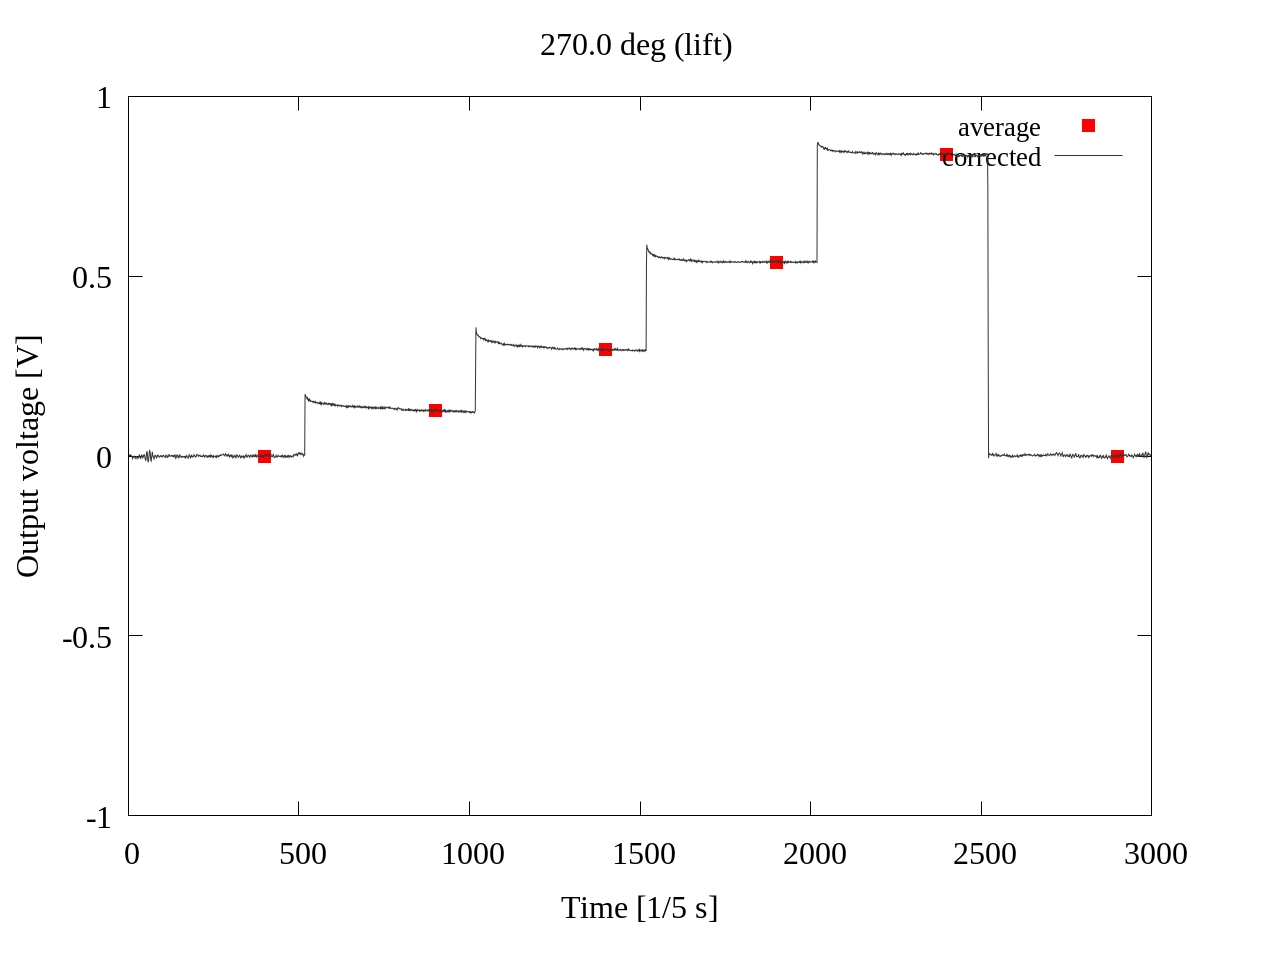 270.0 deg (lift)
1
0.5
0
-0.5
-1
Output voltage [V]
average
corrected
0 500 1000 1500 2000 2500 3000
Time [1/5 s]